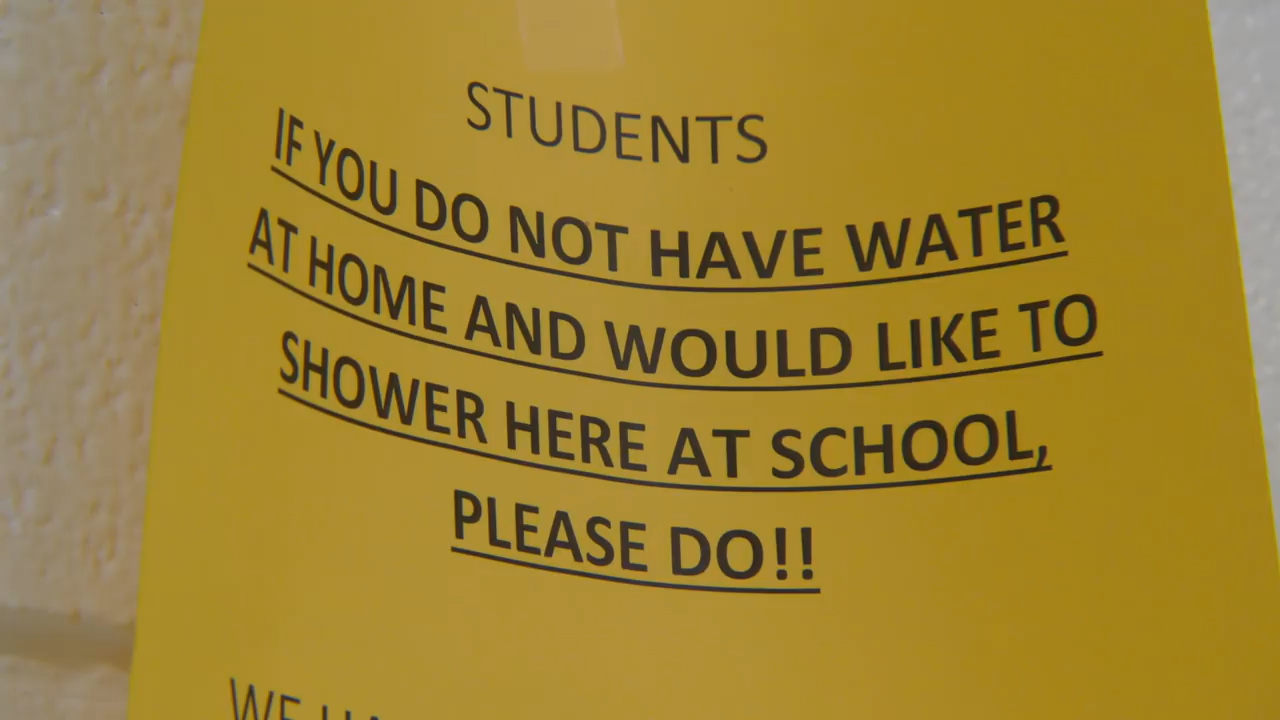 STUDENTS
IF YOU DO NOT HAVE WATER
AT HOME AND WOULD LIKE TO
SHOWER HERE AT SCHOOL,
PLEASE DO!!
WE